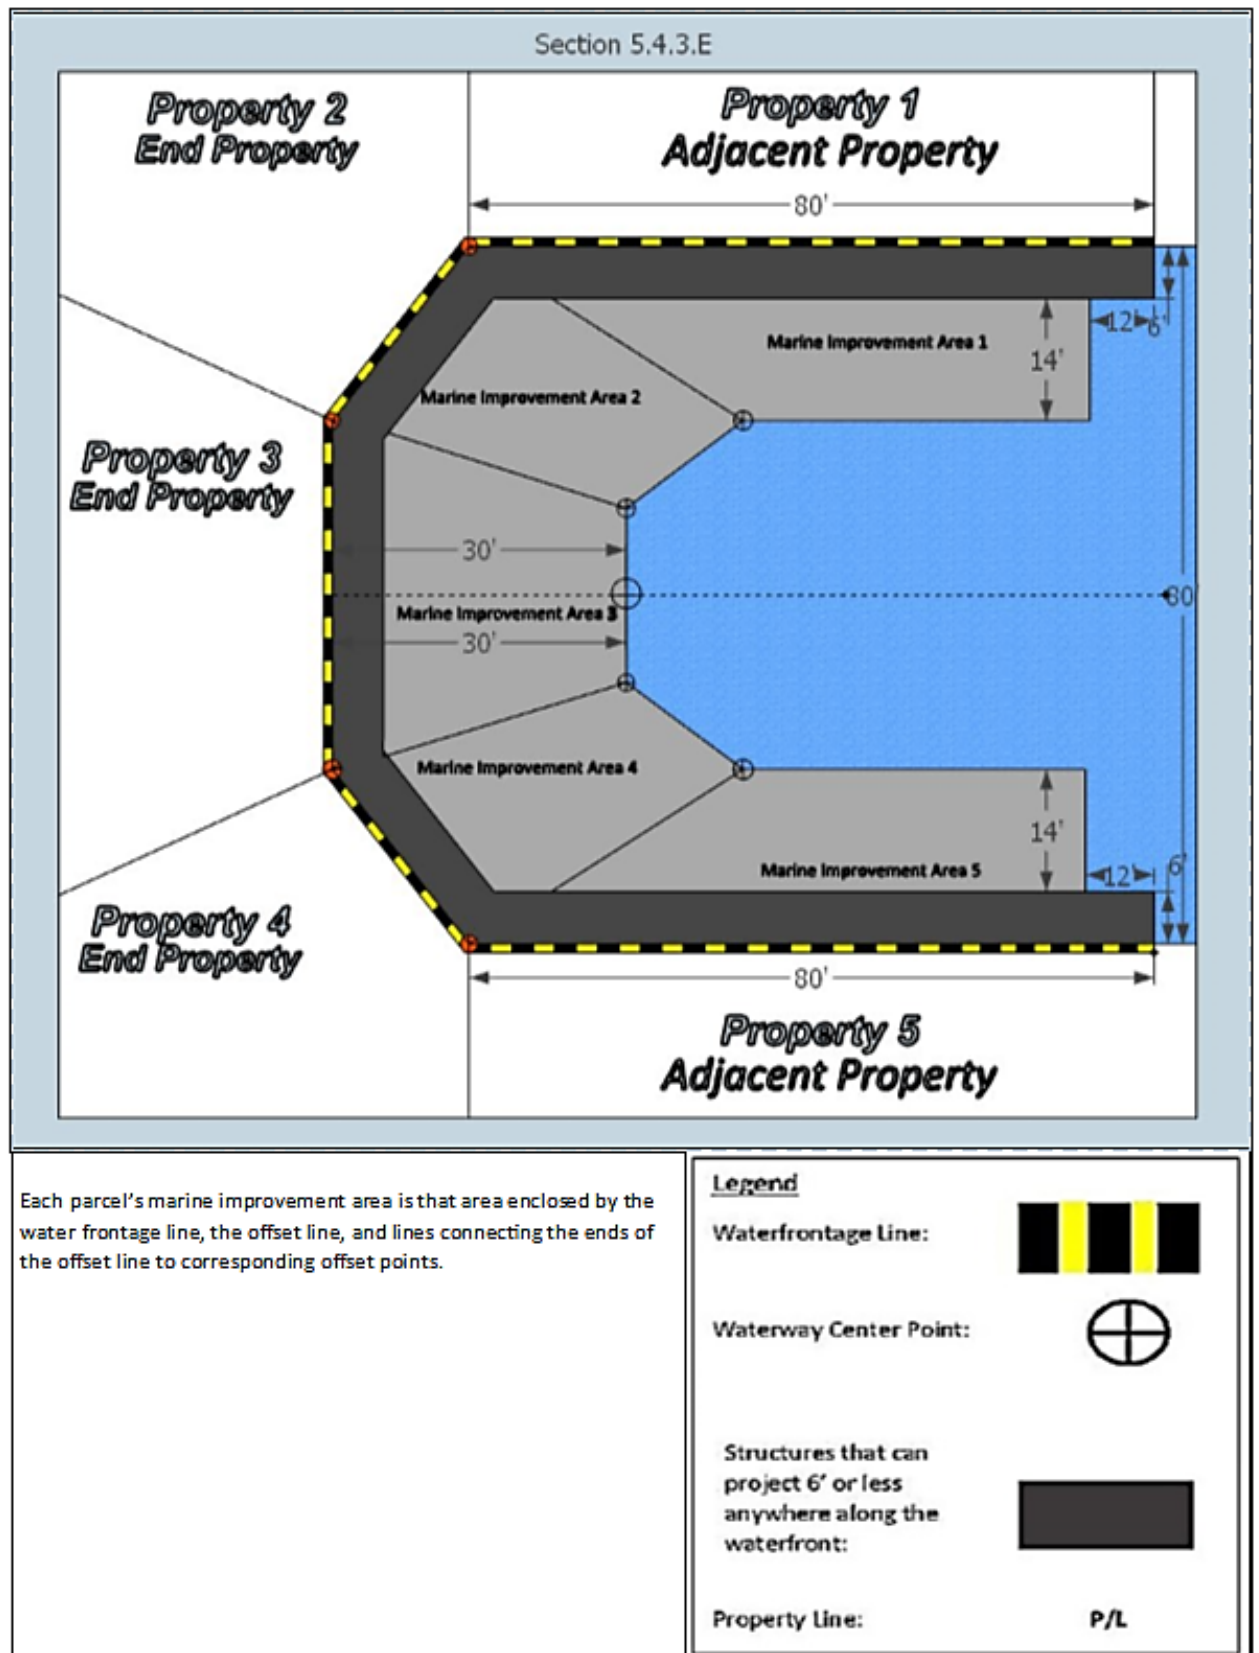 Section 5.4.3.E
Property 2
End Property
Property 1
Adjacent Property
80'
12'
6'
Marine Improvement Area 1
14'
Marine Improvement Area 2
Property 3
End Property
30'
80
Marine Improvement Area 3
30'
Marine Improvement Area 4
14'
Marine Improvement Area 5
12'
6'
Property 4
End Property
80'
Property 5
Adjacent Property
Each parcel's marine improvement area is that area enclosed by the
water frontage line, the offset line, and lines connecting the ends of
the offset line to corresponding offset points.
Legend
Waterfrontage Line:
Waterway Center Point:
Structures that can
project 6' or less
anywhere along the
waterfront:
Property Line: P/L